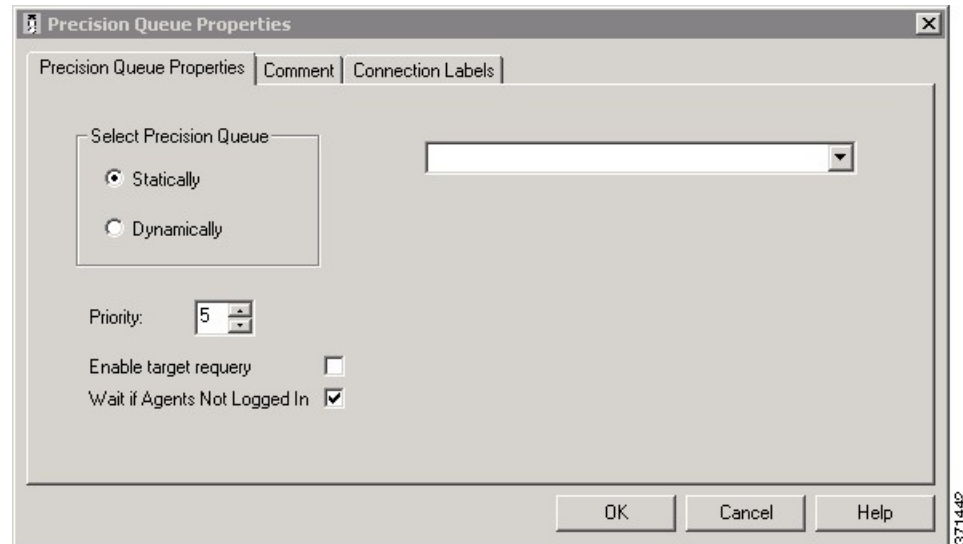 Precision Queue Properties
Precision Queue Properties
Comment
Connection Labels
Select Precision Queue
Statically
Dynamically
Priority:
5
Enable target requery
Wait if Agents Not Logged In
OK
Cancel
Help
371442